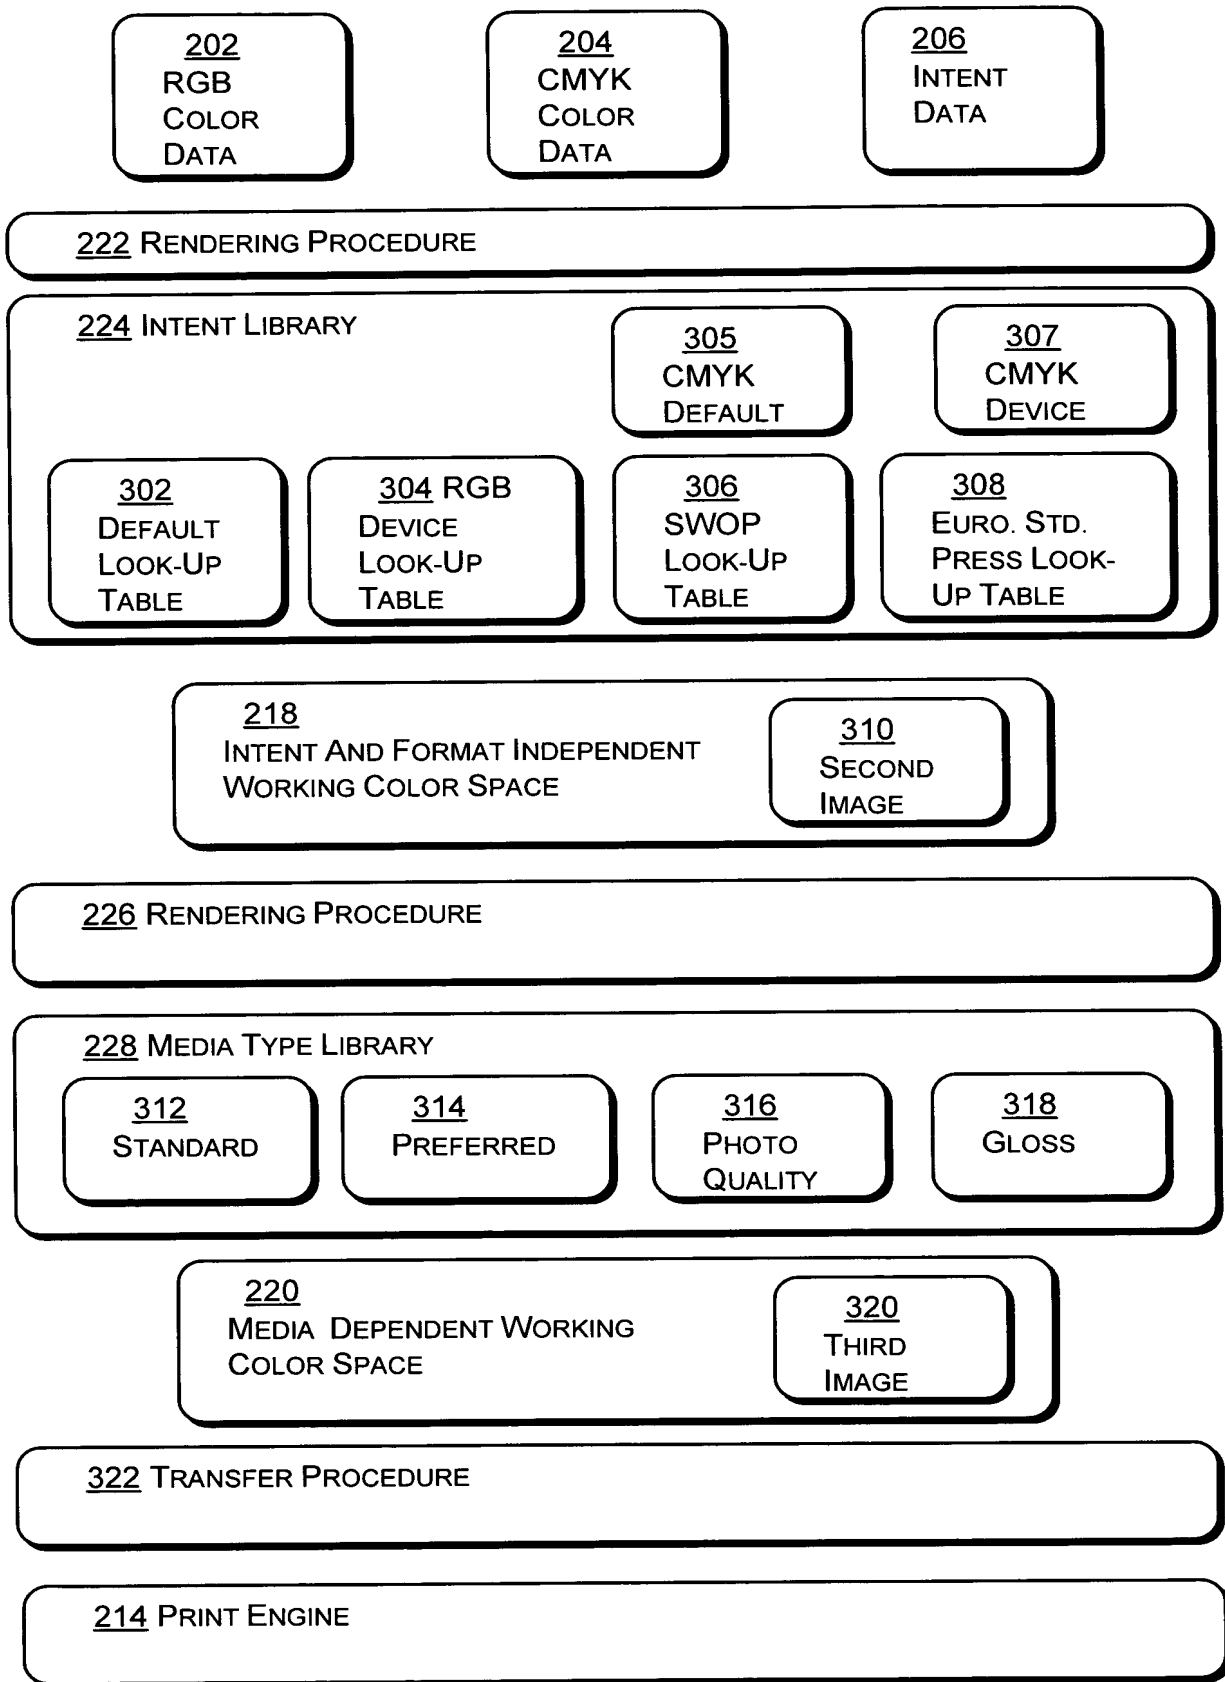 202
RGB
COLOR
DATA
204
CMYK
COLOR
DATA
206
INTENT
DATA
222 RENDERING PROCEDURE
224 INTENT LIBRARY
305
CMYK
DEFAULT
307
CMYK
DEVICE
302
DEFAULT
LOOK-UP
TABLE
304 RGB
DEVICE
LOOK-UP
TABLE
306
SWOP
LOOK-UP
TABLE
308
EURO. STD.
PRESS LOOK-
UP TABLE
218
INTENT AND FORMAT INDEPENDENT
WORKING COLOR SPACE
310
SECOND
IMAGE
226 RENDERING PROCEDURE
228 MEDIA TYPE LIBRARY
312
STANDARD
314
PREFERRED
316
PHOTO
QUALITY
318
GLOSS
220
MEDIA DEPENDENT WORKING
COLOR SPACE
320
THIRD
IMAGE
322 TRANSFER PROCEDURE
214 PRINT ENGINE